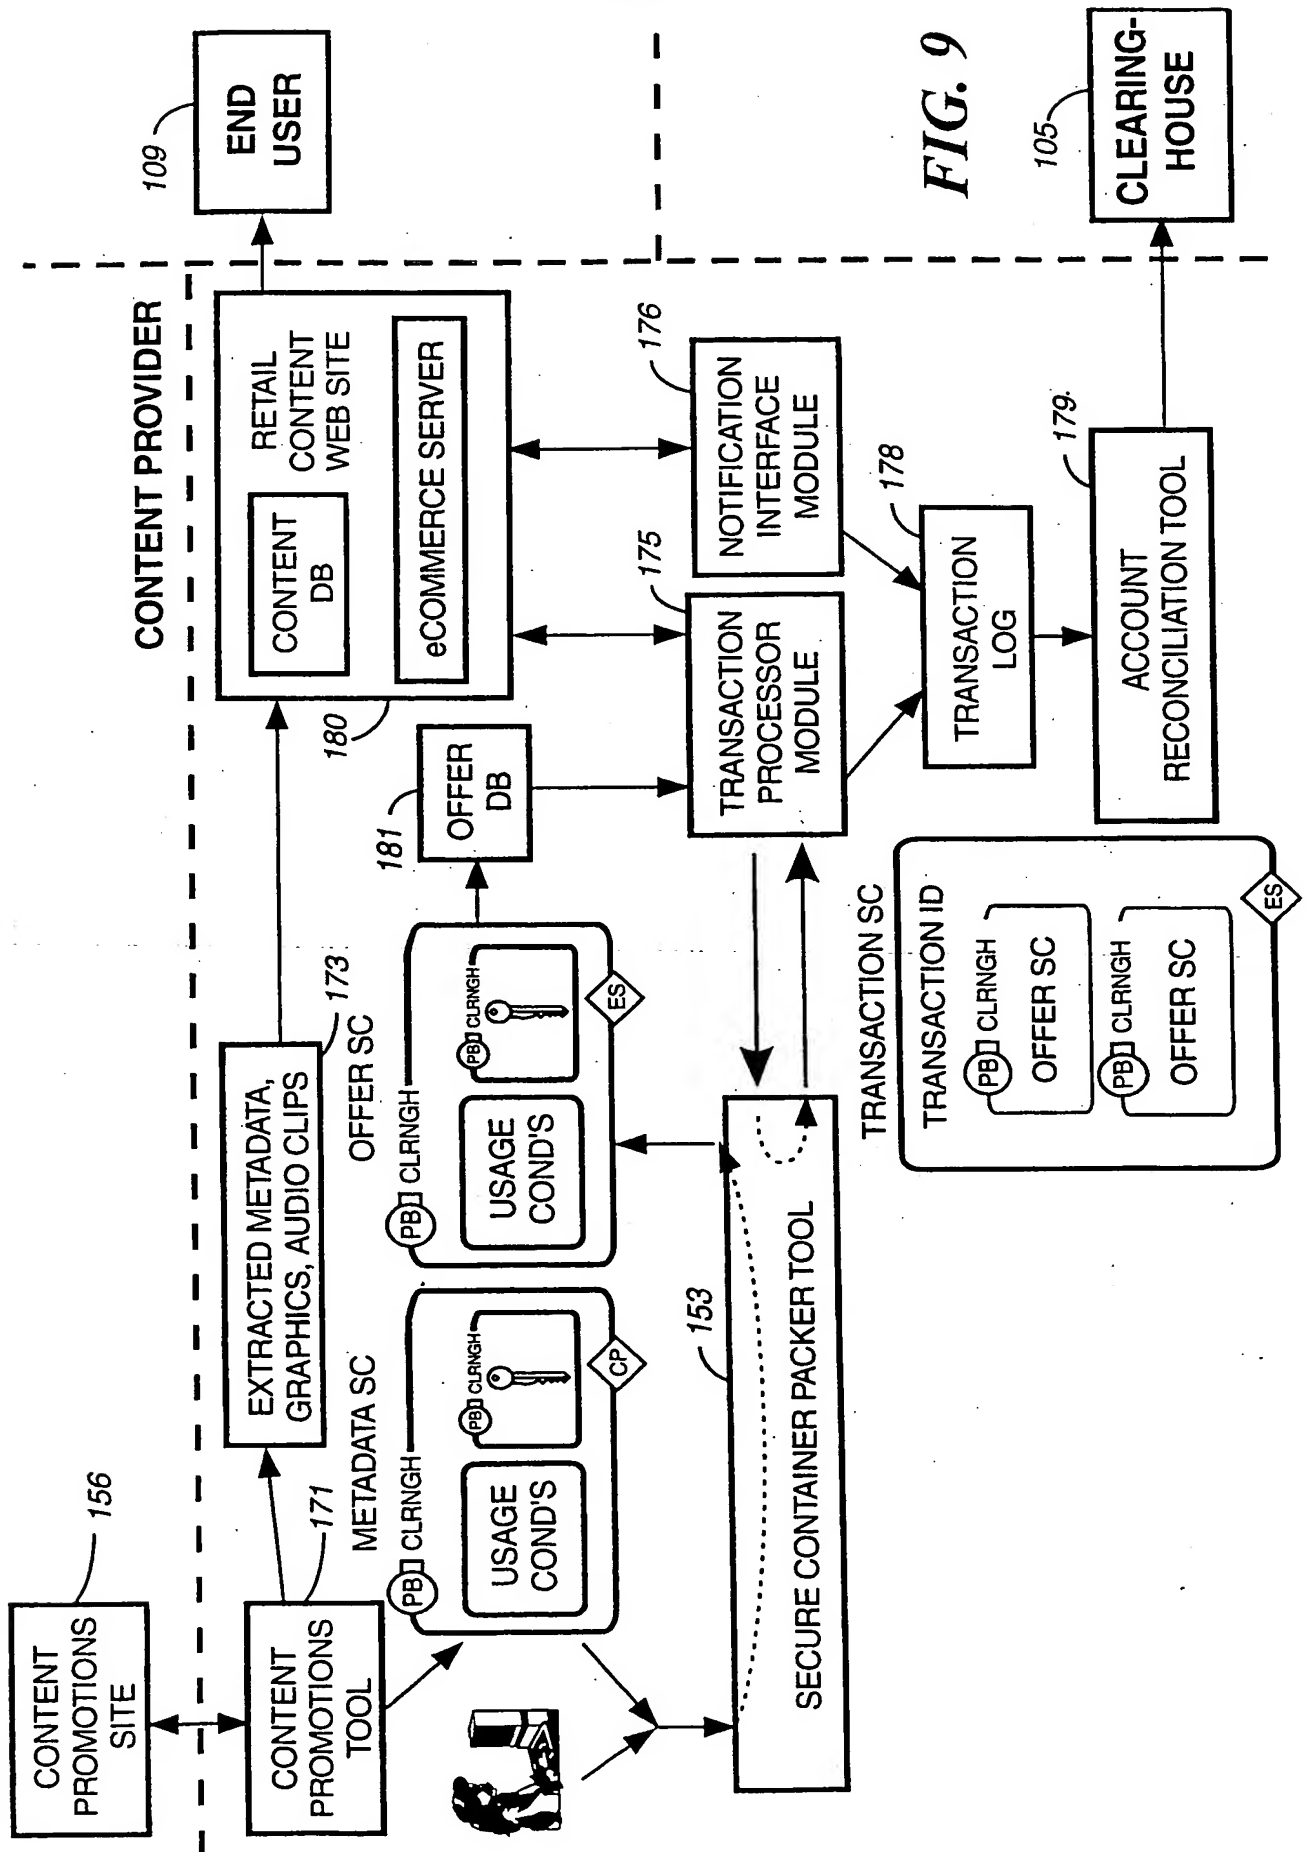 CONTENT PROVIDER
156
CONTENT
PROMOTIONS
SITE
109
END
USER
CONTENT
PROMOTIONS
TOOL
171
EXTRACTED METADATA,
GRAPHICS, AUDIO CLIPS
173
RETAIL
CONTENT
WEB SITE
CONTENT
DB
eCOMMERCE SERVER
180
METADATA SC
PB CLRNGH
USAGE
COND'S
PB CLRNGH
CP
OFFER SC
PB CLRNGH
USAGE
COND'S
PB CLRNGH
ES
181
OFFER
DB
153
SECURE CONTAINER PACKER TOOL
175
TRANSACTION
PROCESSOR
MODULE
176
NOTIFICATION
INTERFACE
MODULE
178
TRANSACTION
LOG
TRANSACTION SC
TRANSACTION ID
PB CLRNGH
OFFER SC
PB CLRNGH
OFFER SC
ES
179
ACCOUNT
RECONCILIATION TOOL
105
CLEARING-
HOUSE
FIG. 9